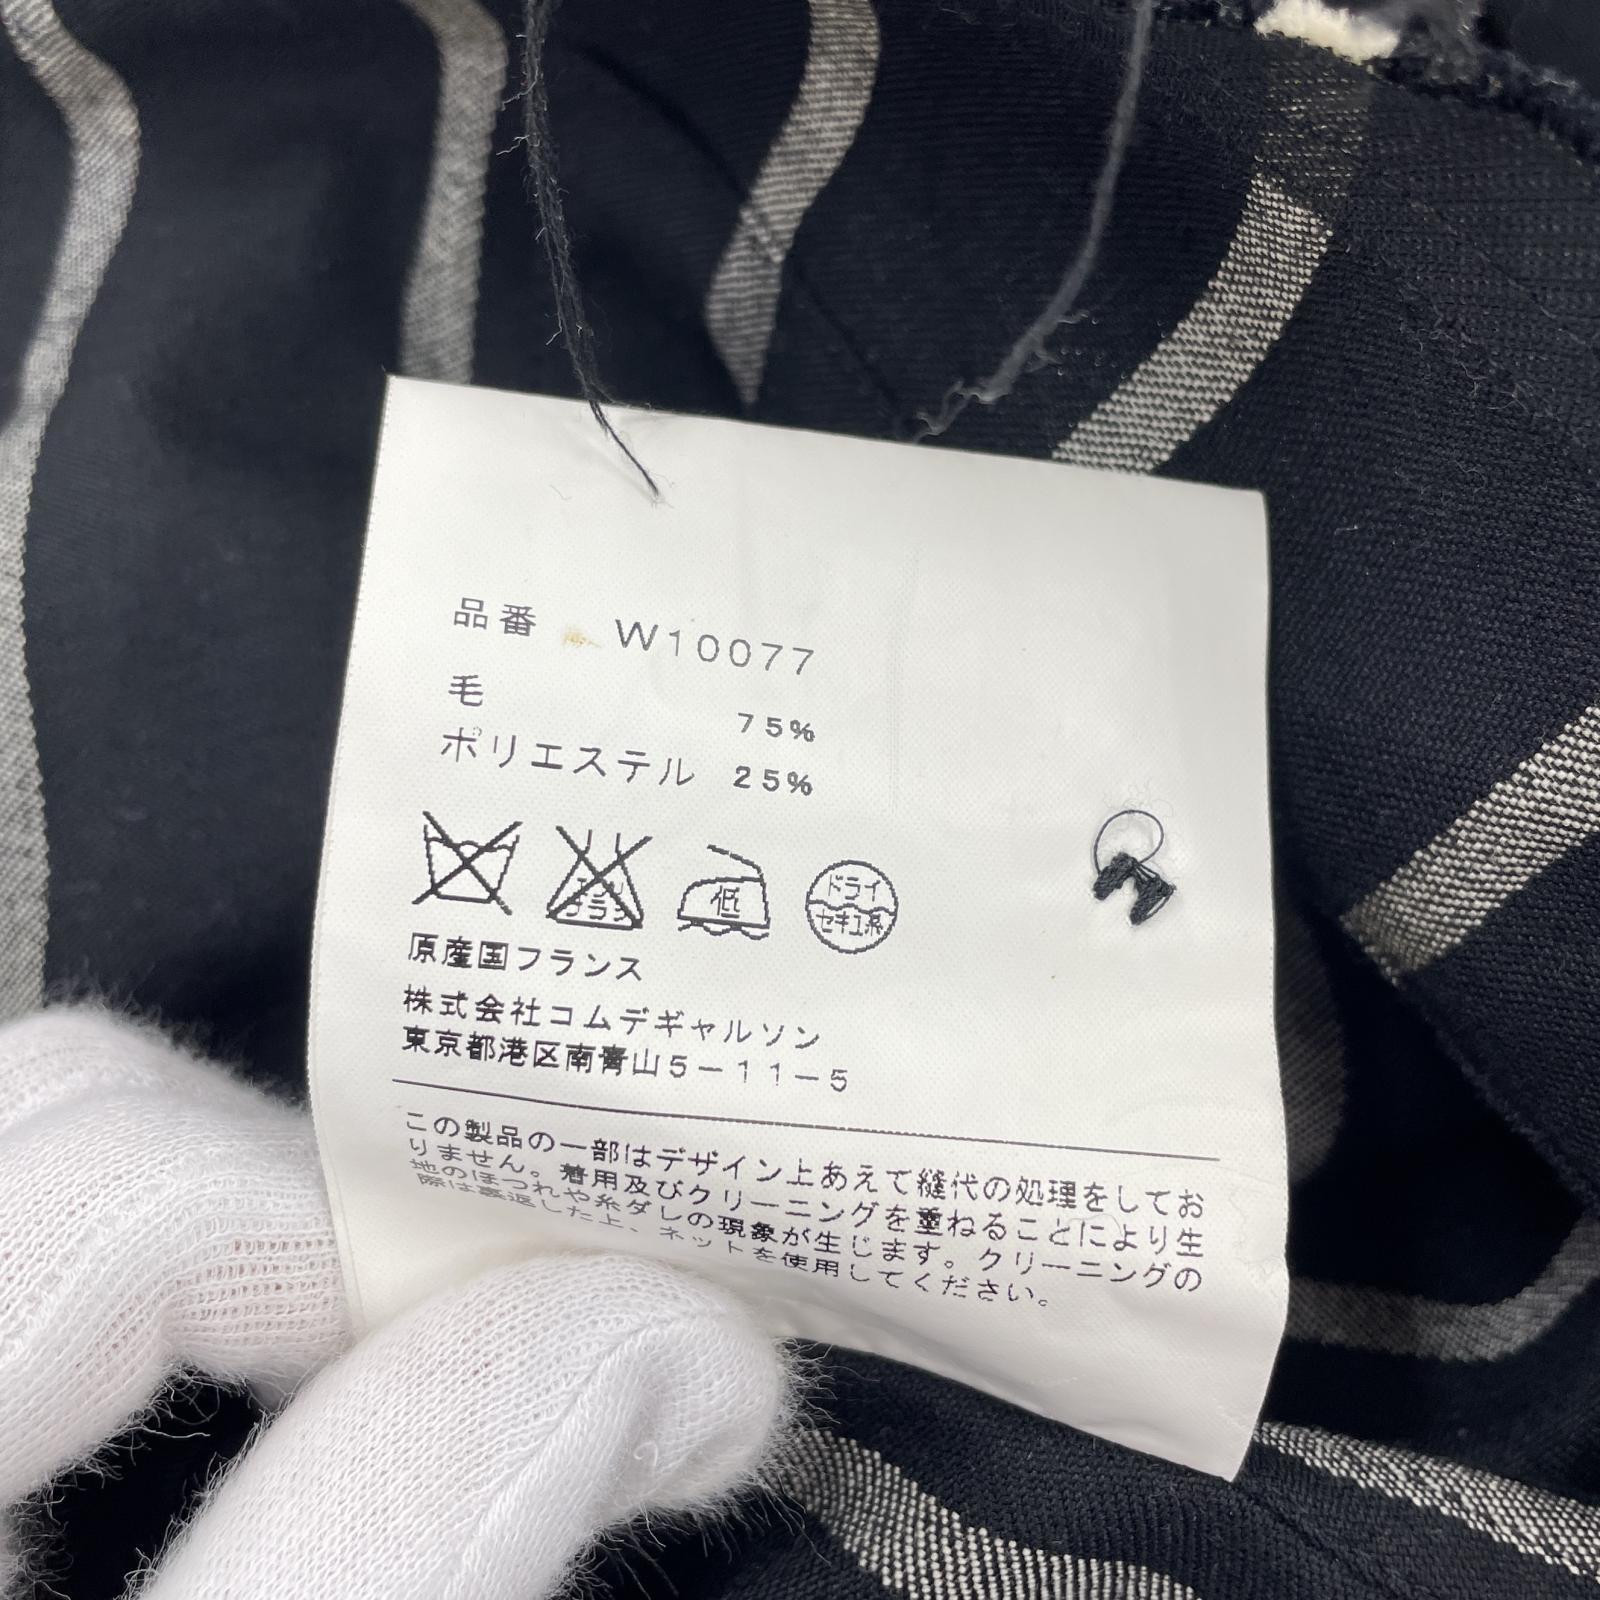 品番 W10077
毛 75%
ポリエステル 25%
エンソ
フラシ
低
ドライ
セキユ系
原産国フランス
株式会社コムデギャルソン
東京都港区南青山5-11-5
この製品の一部はデザイン上あえて縫代の処理をしてお
りません。着用及びクリーニングを重ねることにより生
地のほつれや糸ダレの現象が生じます。クリーニングの
際は裏返した上、ネットを使用してください。